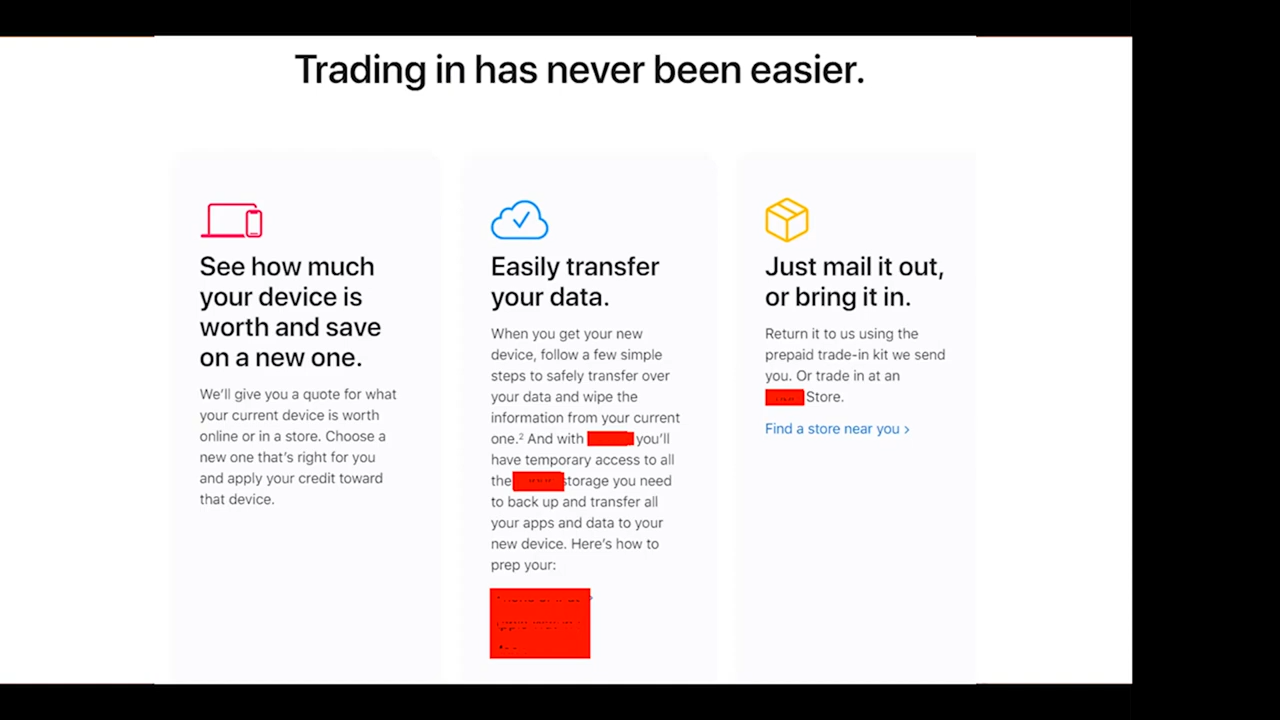 Trading in has never been easier.
See how much
your device is
worth and save
on a new one.
We’ll give you a quote for what
your current device is worth
online or in a store. Choose a
new one that’s right for you
and apply your credit toward
that device.
Easily transfer
your data.
When you get your new
device, follow a few simple
steps to safely transfer over
your data and wipe the
information from your current
one.² And with you’ll
have temporary access to all
the storage you need
to back up and transfer all
your apps and data to your
new device. Here’s how to
prep your:
Just mail it out,
or bring it in.
Return it to us using the
prepaid trade-in kit we send
you. Or trade in at an
Store.
Find a store near you >